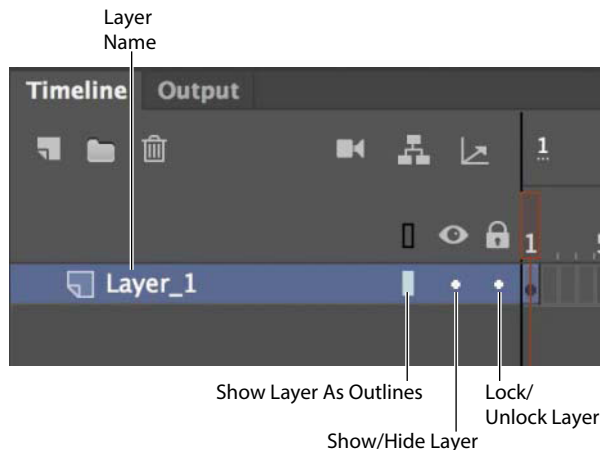 Layer
Name
Timeline Output
1
1
Layer_1
Show Layer As Outlines
Lock/
Unlock Layer
Show/Hide Layer